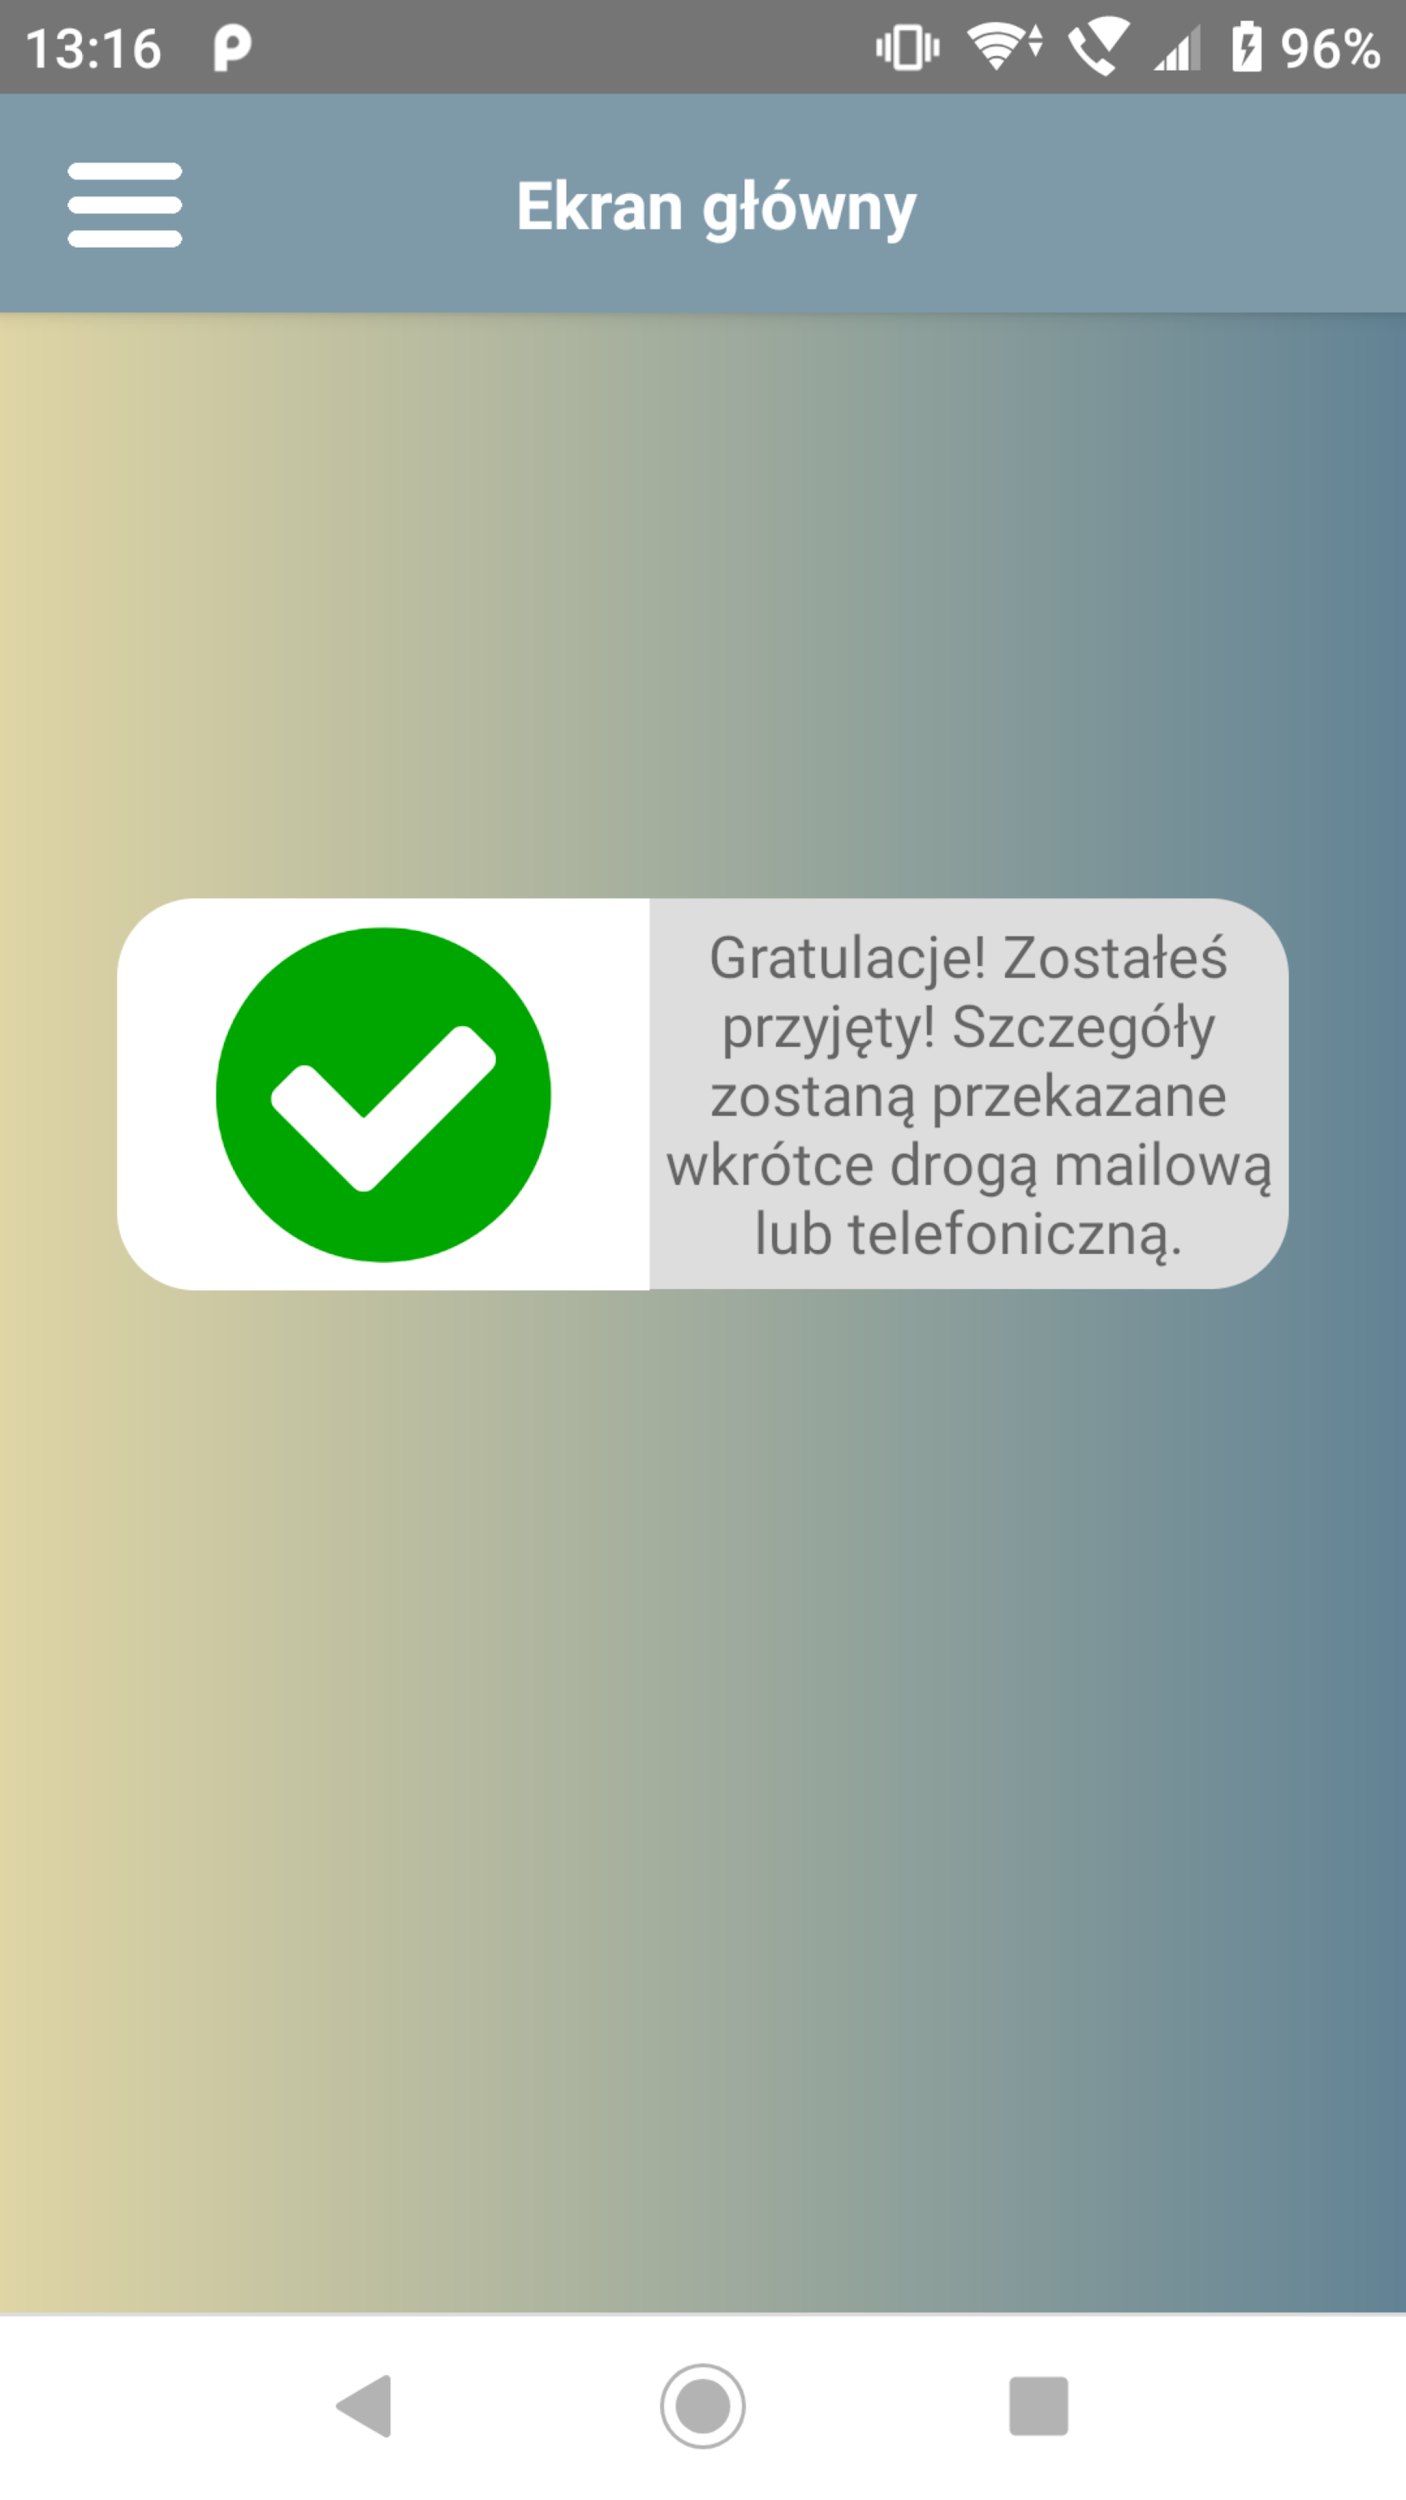 13:16 96%
Ekran główny
Gratulacje! Zostałeś
przyjęty! Szczegóły
zostaną przekazane
wkrótce drogą mailową
lub telefoniczną.